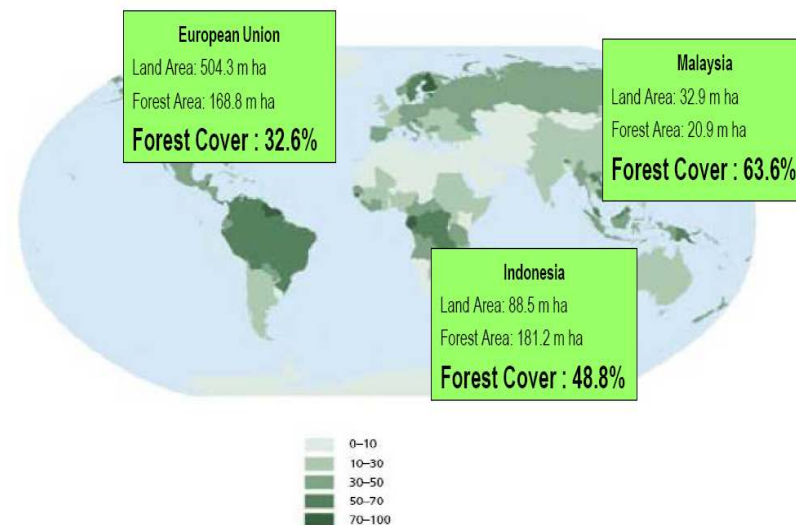 European Union
Land Area: 504.3 m ha
Forest Area: 168.8 m ha
Forest Cover : 32.6%
Malaysia
Land Area: 32.9 m ha
Forest Area: 20.9 m ha
Forest Cover : 63.6%
Indonesia
Land Area: 88.5 m ha
Forest Area: 181.2 m ha
Forest Cover : 48.8%
0–10
10–30
30–50
50–70
70–100